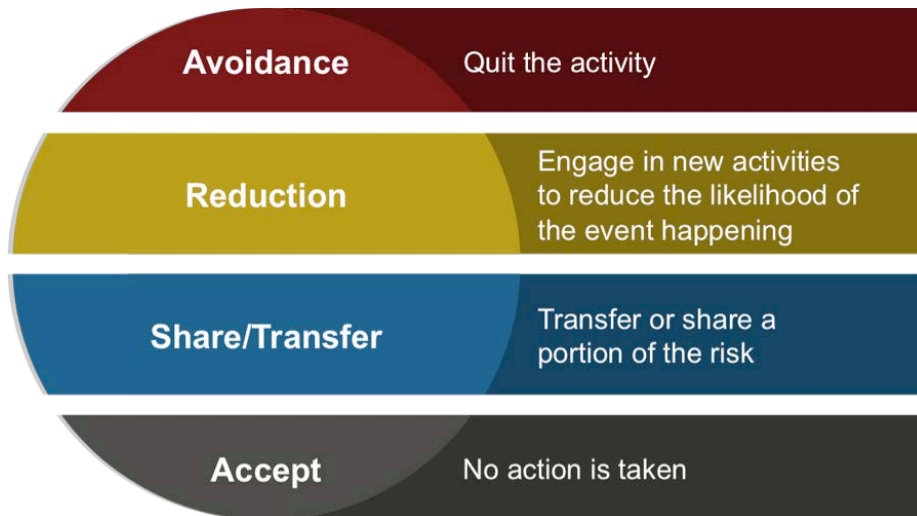 Avoidance
Quit the activity
Reduction
Engage in new activities
to reduce the likelihood of
the event happening
Share/Transfer
Transfer or share a
portion of the risk
Accept
No action is taken